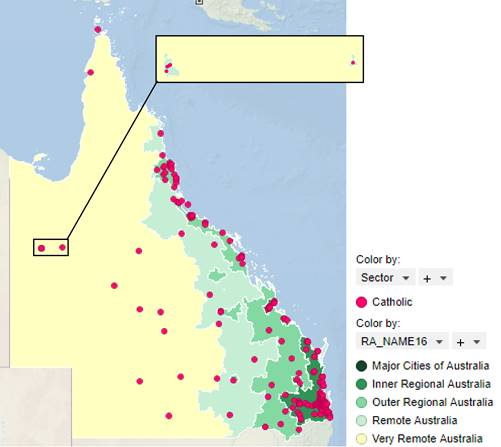 Color by:
Sector +
Catholic
Color by:
RA_NAME16 +
Major Cities of Australia
Inner Regional Australia
Outer Regional Australia
Remote Australia
Very Remote Australia